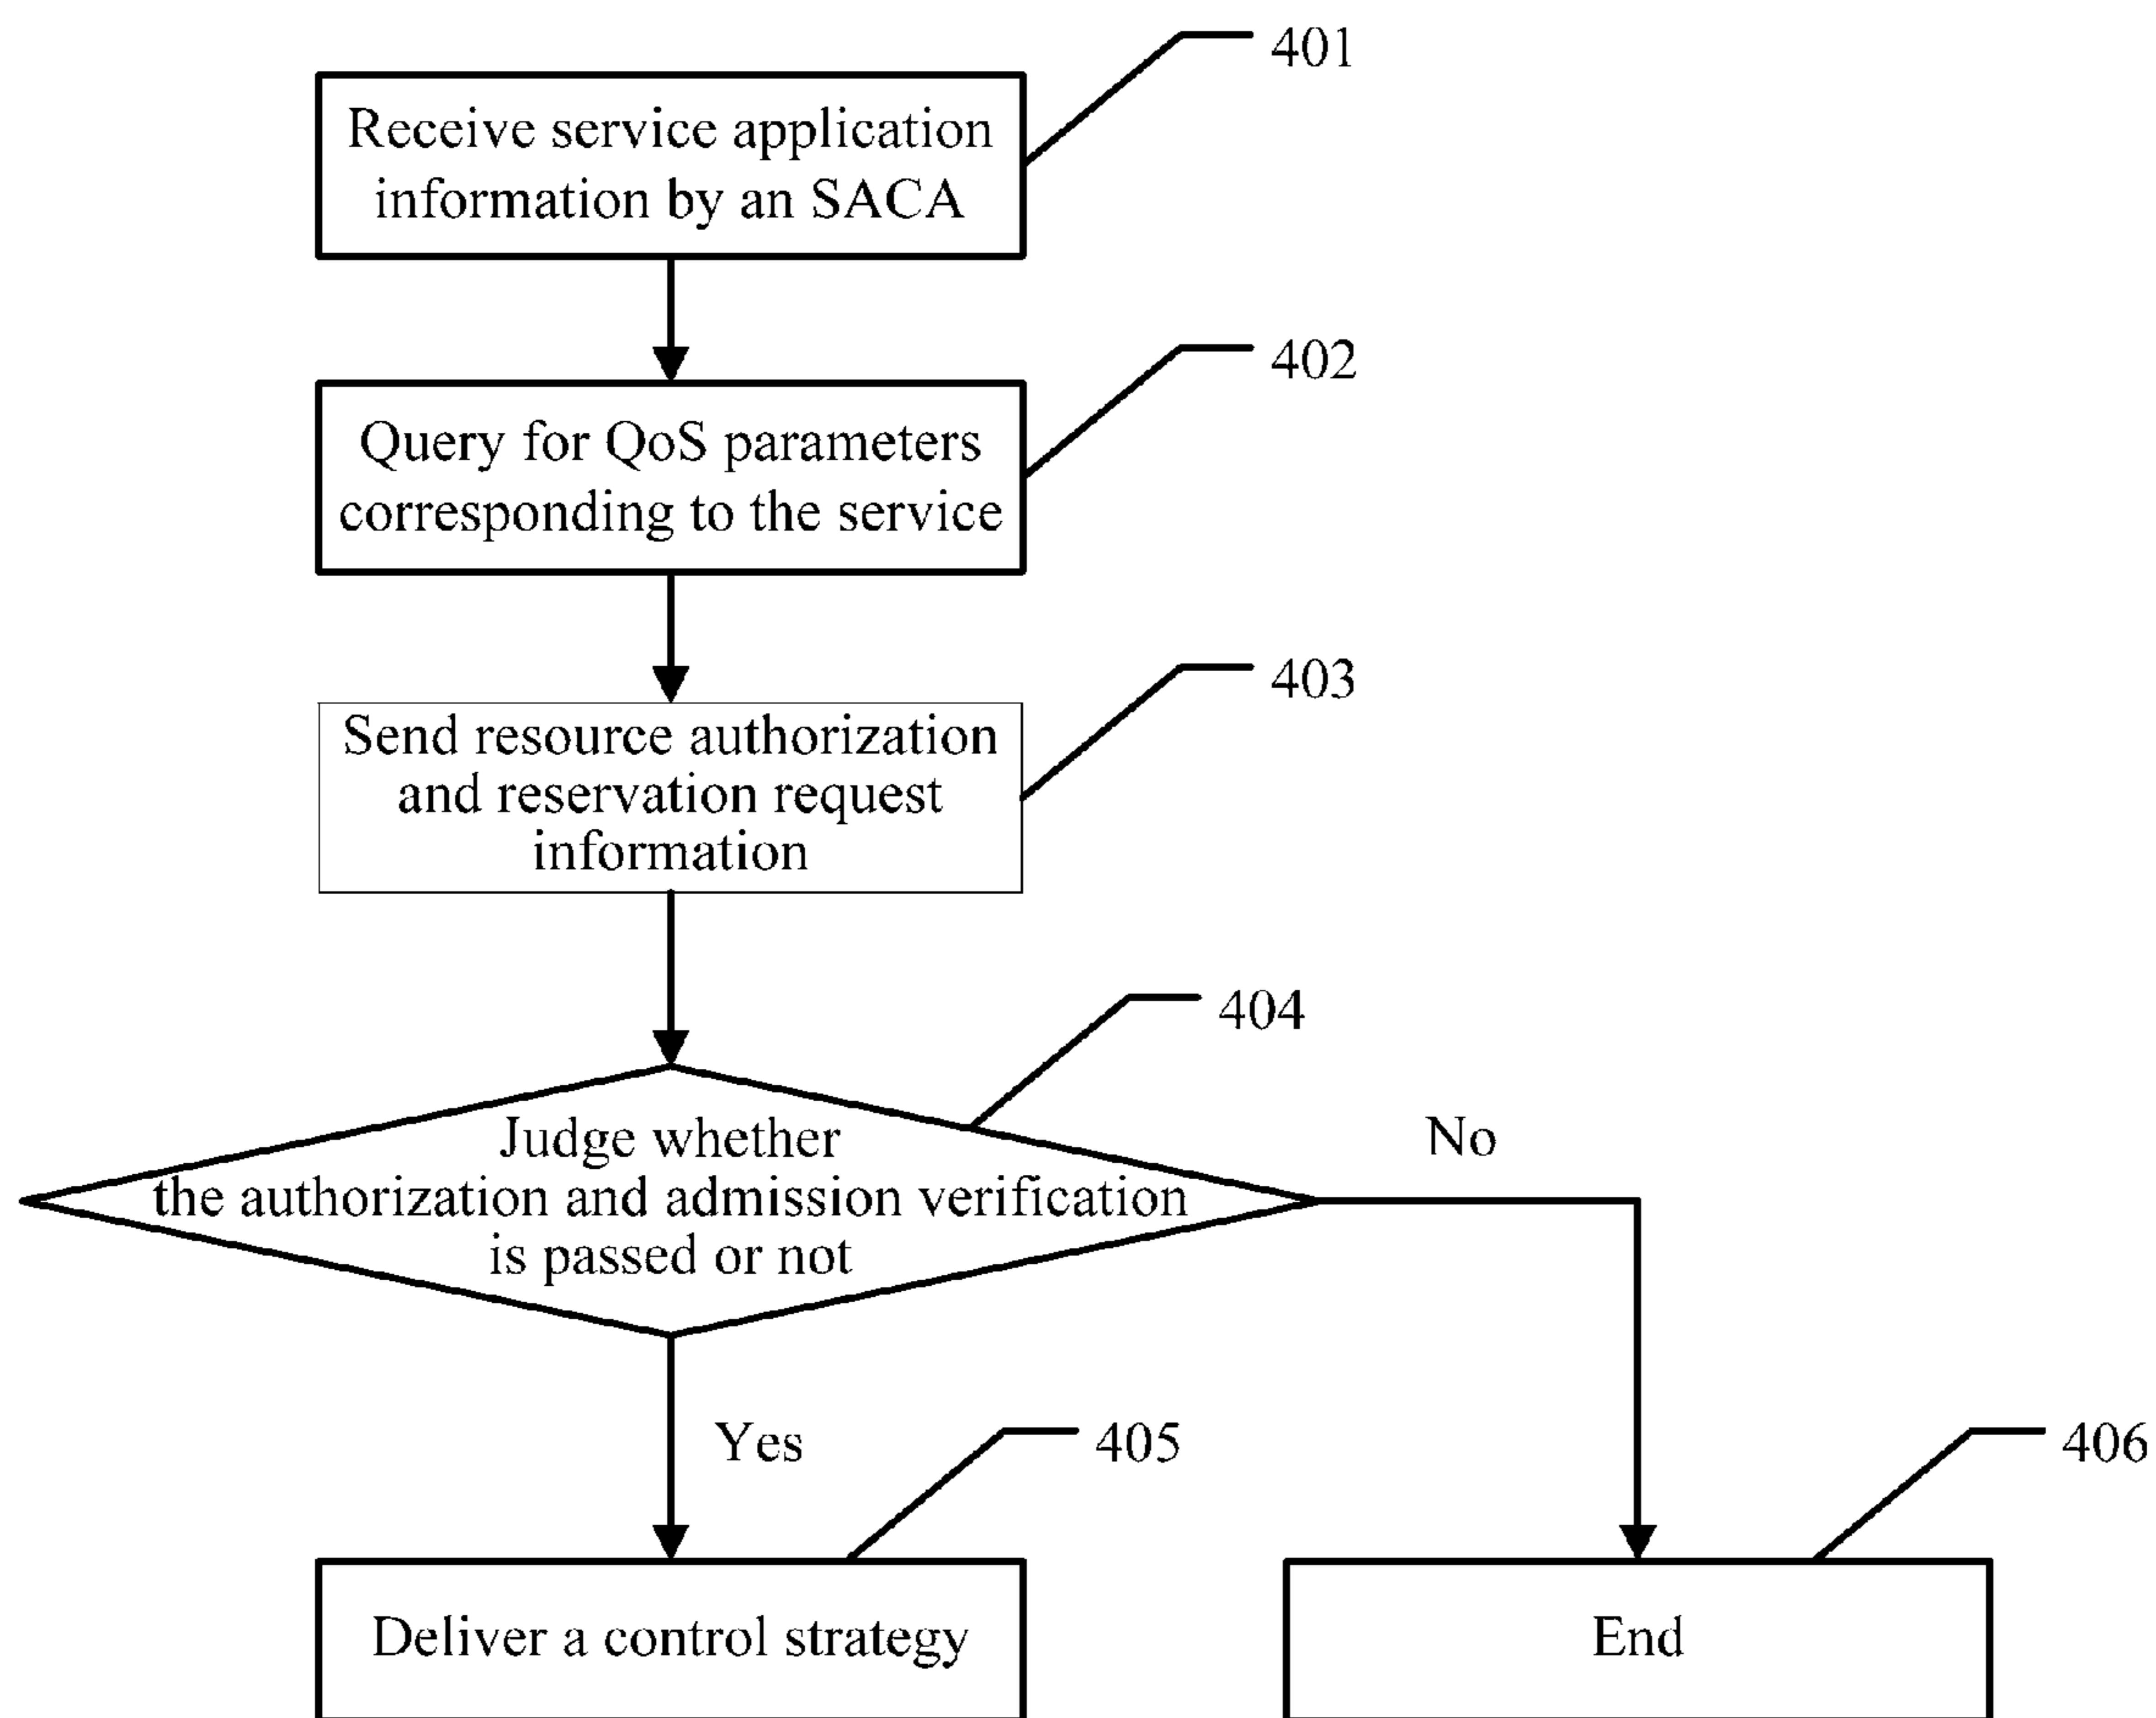 401
Receive service application
information by an SACA
402
Query for QoS parameters
corresponding to the service
403
Send resource authorization
and reservation request
information
404
Judge whether
the authorization and admission verification
is passed or not
No
Yes
405
406
Deliver a control strategy
End